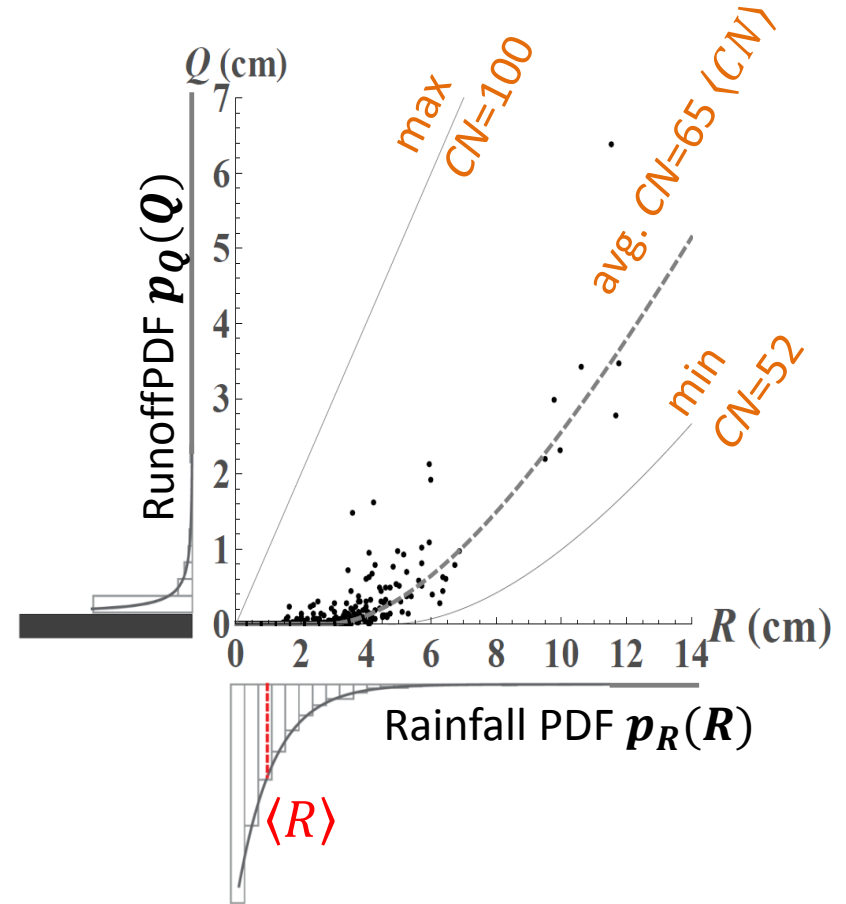 Q (cm)
7
6
5
4
3
2
1
0
0 2 4 6 8 10 12 14
R (cm)
max
CN=100
avg. CN=65 ⟨CN⟩
min
CN=52
RunoffPDF p_Q(Q)
Rainfall PDF p_R(R)
⟨R⟩